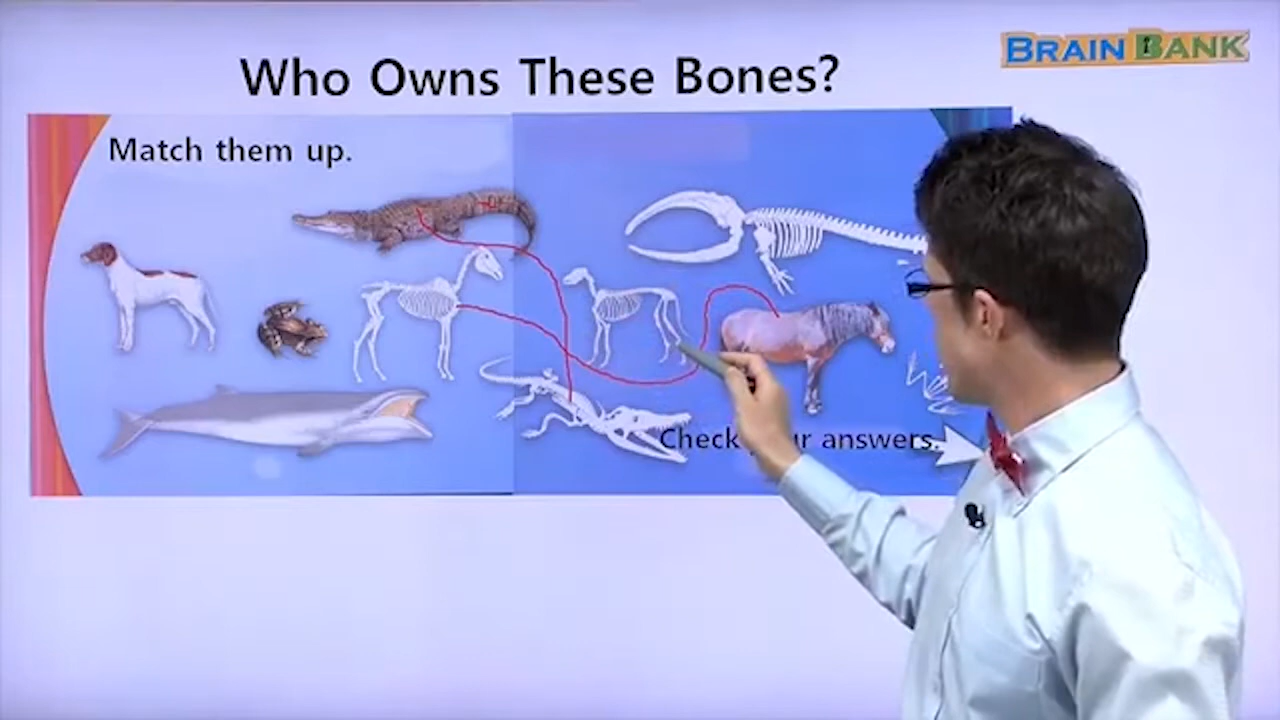 Who Owns These Bones?
BRAIN BANK
Match them up.
Check answers.